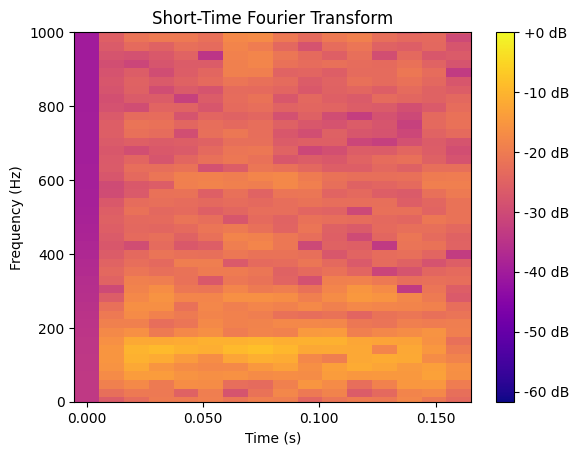 Short-Time Fourier Transform
1000
800
600
400
200
0
Frequency (Hz)
0.000
0.050
0.100
0.150
Time (s)
+0 dB
-10 dB
-20 dB
-30 dB
-40 dB
-50 dB
-60 dB